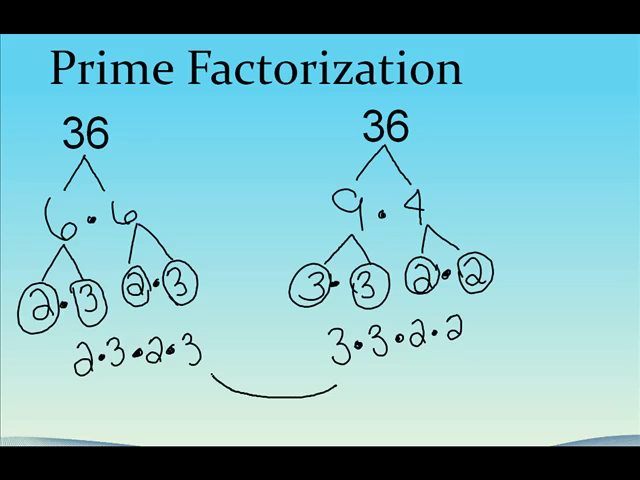 Prime Factorization
36
6 · 6
2 · 3 2 · 3
2 · 3 · 2 · 3
36
9 · 4
3 · 3 2 · 2
3 · 3 · 2 · 2